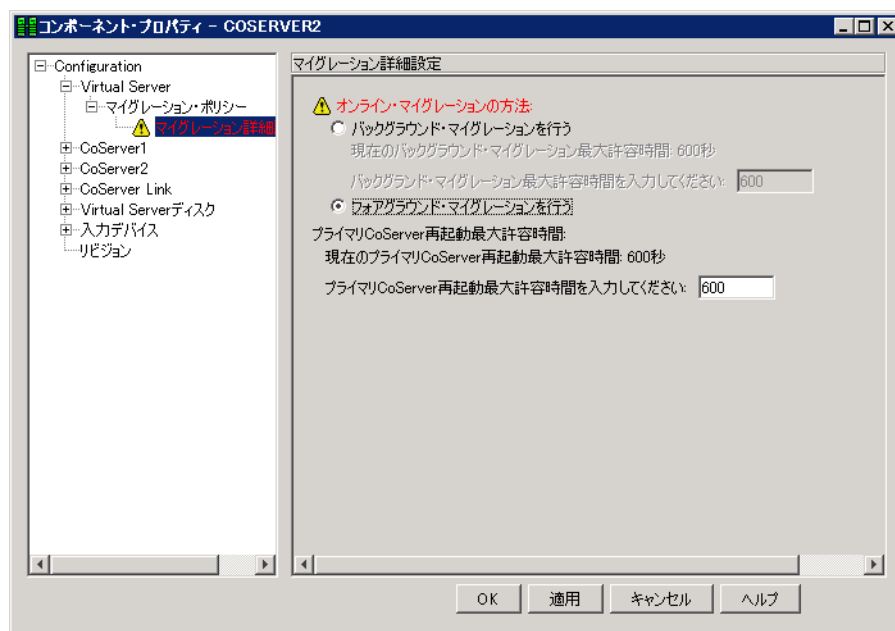 コンポーネント・プロパティ - COSERVER2
Configuration
Virtual Server
マイグレーション・ポリシー
マイグレーション詳細
CoServer1
CoServer2
CoServer Link
Virtual Serverディスク
入力デバイス
リビジョン
マイグレーション詳細設定
オンライン・マイグレーションの方法:
バックグラウンド・マイグレーションを行う
現在のバックグラウンド・マイグレーション最大許容時間: 600秒
バックグランド・マイグレーション最大許容時間を入力してください: 600
フォアグラウンド・マイグレーションを行う
プライマリCoServer再起動最大許容時間:
現在のプライマリCoServer再起動最大許容時間: 600秒
プライマリCoServer再起動最大許容時間を入力してください: 600
OK 適用 キャンセル ヘルプ